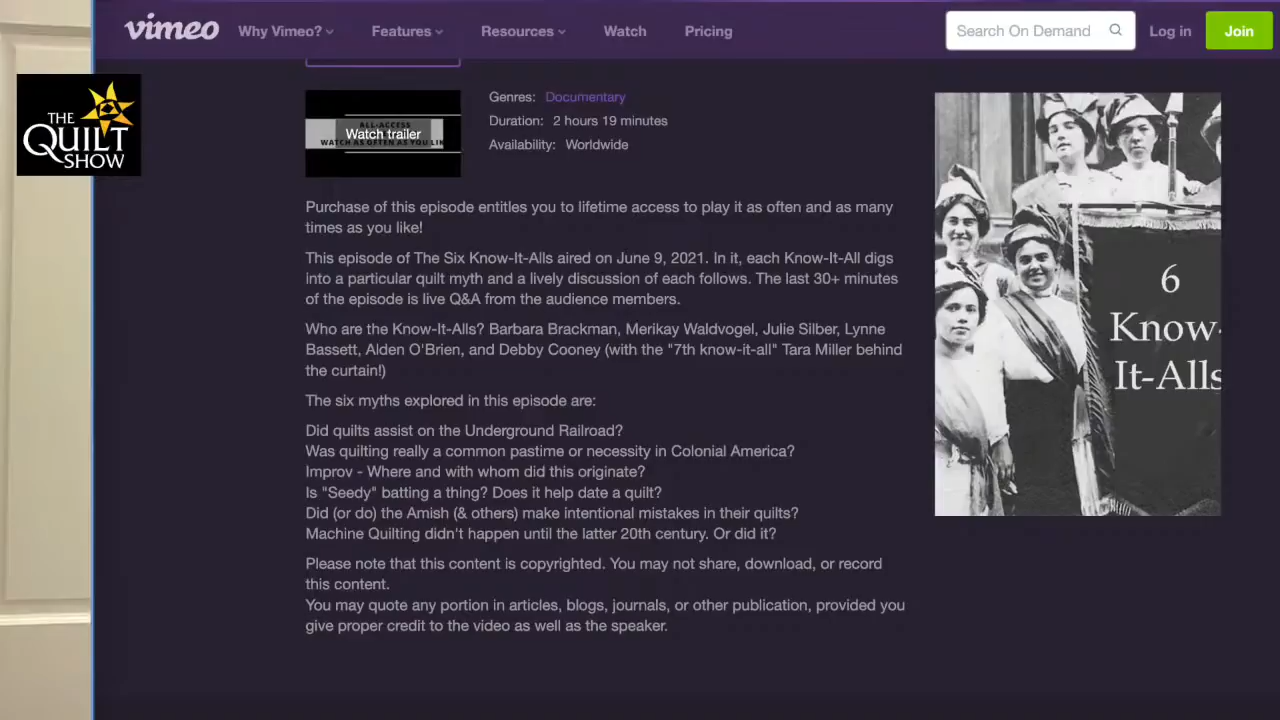 vimeo
Why Vimeo?
Features
Resources
Watch
Pricing
Search On Demand
Log in
Join
THE
QUILT
SHOW
ALL-ACCESS
Watch trailer
WATCH AS OFTEN AS YOU LIK
Genres: Documentary
Duration: 2 hours 19 minutes
Availability: Worldwide
Purchase of this episode entitles you to lifetime access to play it as often and as many
times as you like!
This episode of The Six Know-It-Alls aired on June 9, 2021. In it, each Know-It-All digs
into a particular quilt myth and a lively discussion of each follows. The last 30+ minutes
of the episode is live Q&A from the audience members.
Who are the Know-It-Alls? Barbara Brackman, Merikay Waldvogel, Julie Silber, Lynne
Bassett, Alden O'Brien, and Debby Cooney (with the "7th know-it-all" Tara Miller behind
the curtain!)
The six myths explored in this episode are:
Did quilts assist on the Underground Railroad?
Was quilting really a common pastime or necessity in Colonial America?
Improv - Where and with whom did this originate?
Is "Seedy" batting a thing? Does it help date a quilt?
Did (or do) the Amish (& others) make intentional mistakes in their quilts?
Machine Quilting didn't happen until the latter 20th century. Or did it?
Please note that this content is copyrighted. You may not share, download, or record
this content.
You may quote any portion in articles, blogs, journals, or other publication, provided you
give proper credit to the video as well as the speaker.
6
Know-
It-Alls